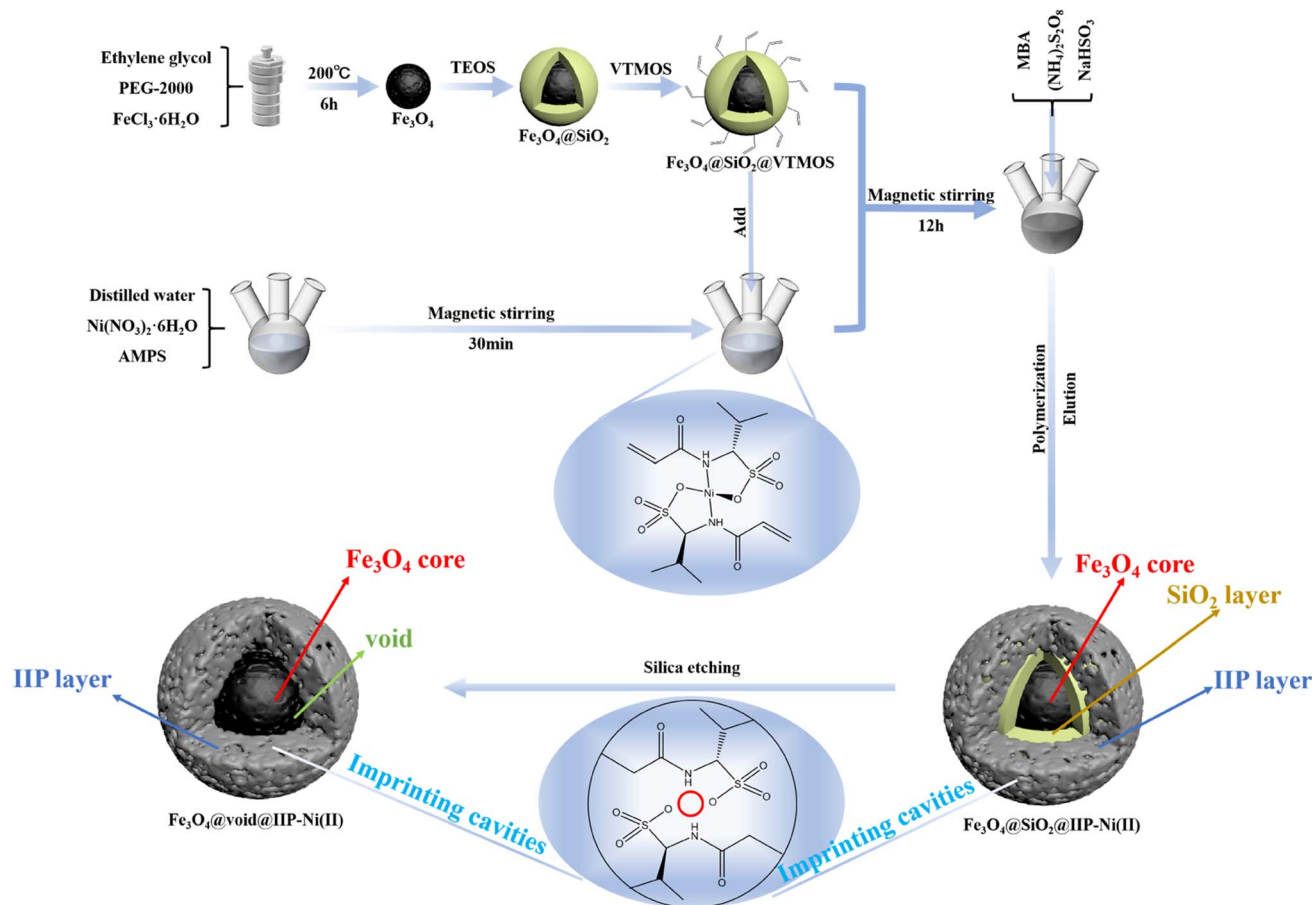 Ethylene glycol
PEG-2000
FeCl₃·6H₂O
200℃
6h
Fe₃O₄
TEOS
Fe₃O₄@SiO₂
VTMOS
Fe₃O₄@SiO₂@VTMOS
MBA
(NH₄)₂S₂O₈
NaHSO₃
Magnetic stirring
12h
Add
Distilled water
Ni(NO₃)₂·6H₂O
AMPS
Magnetic stirring
30min
Polymerization
Elution
O
H
N
O
S
O
O
Ni
O
O
S
O
NH
O
Fe₃O₄ core
void
IIP layer
Fe₃O₄@void@IIP-Ni(II)
Silica etching
Fe₃O₄ core
SiO₂ layer
IIP layer
Fe₃O₄@SiO₂@IIP-Ni(II)
Imprinting cavities
Imprinting cavities
O
N
H
O
S
O
O
O
O
S
O
H
N
O